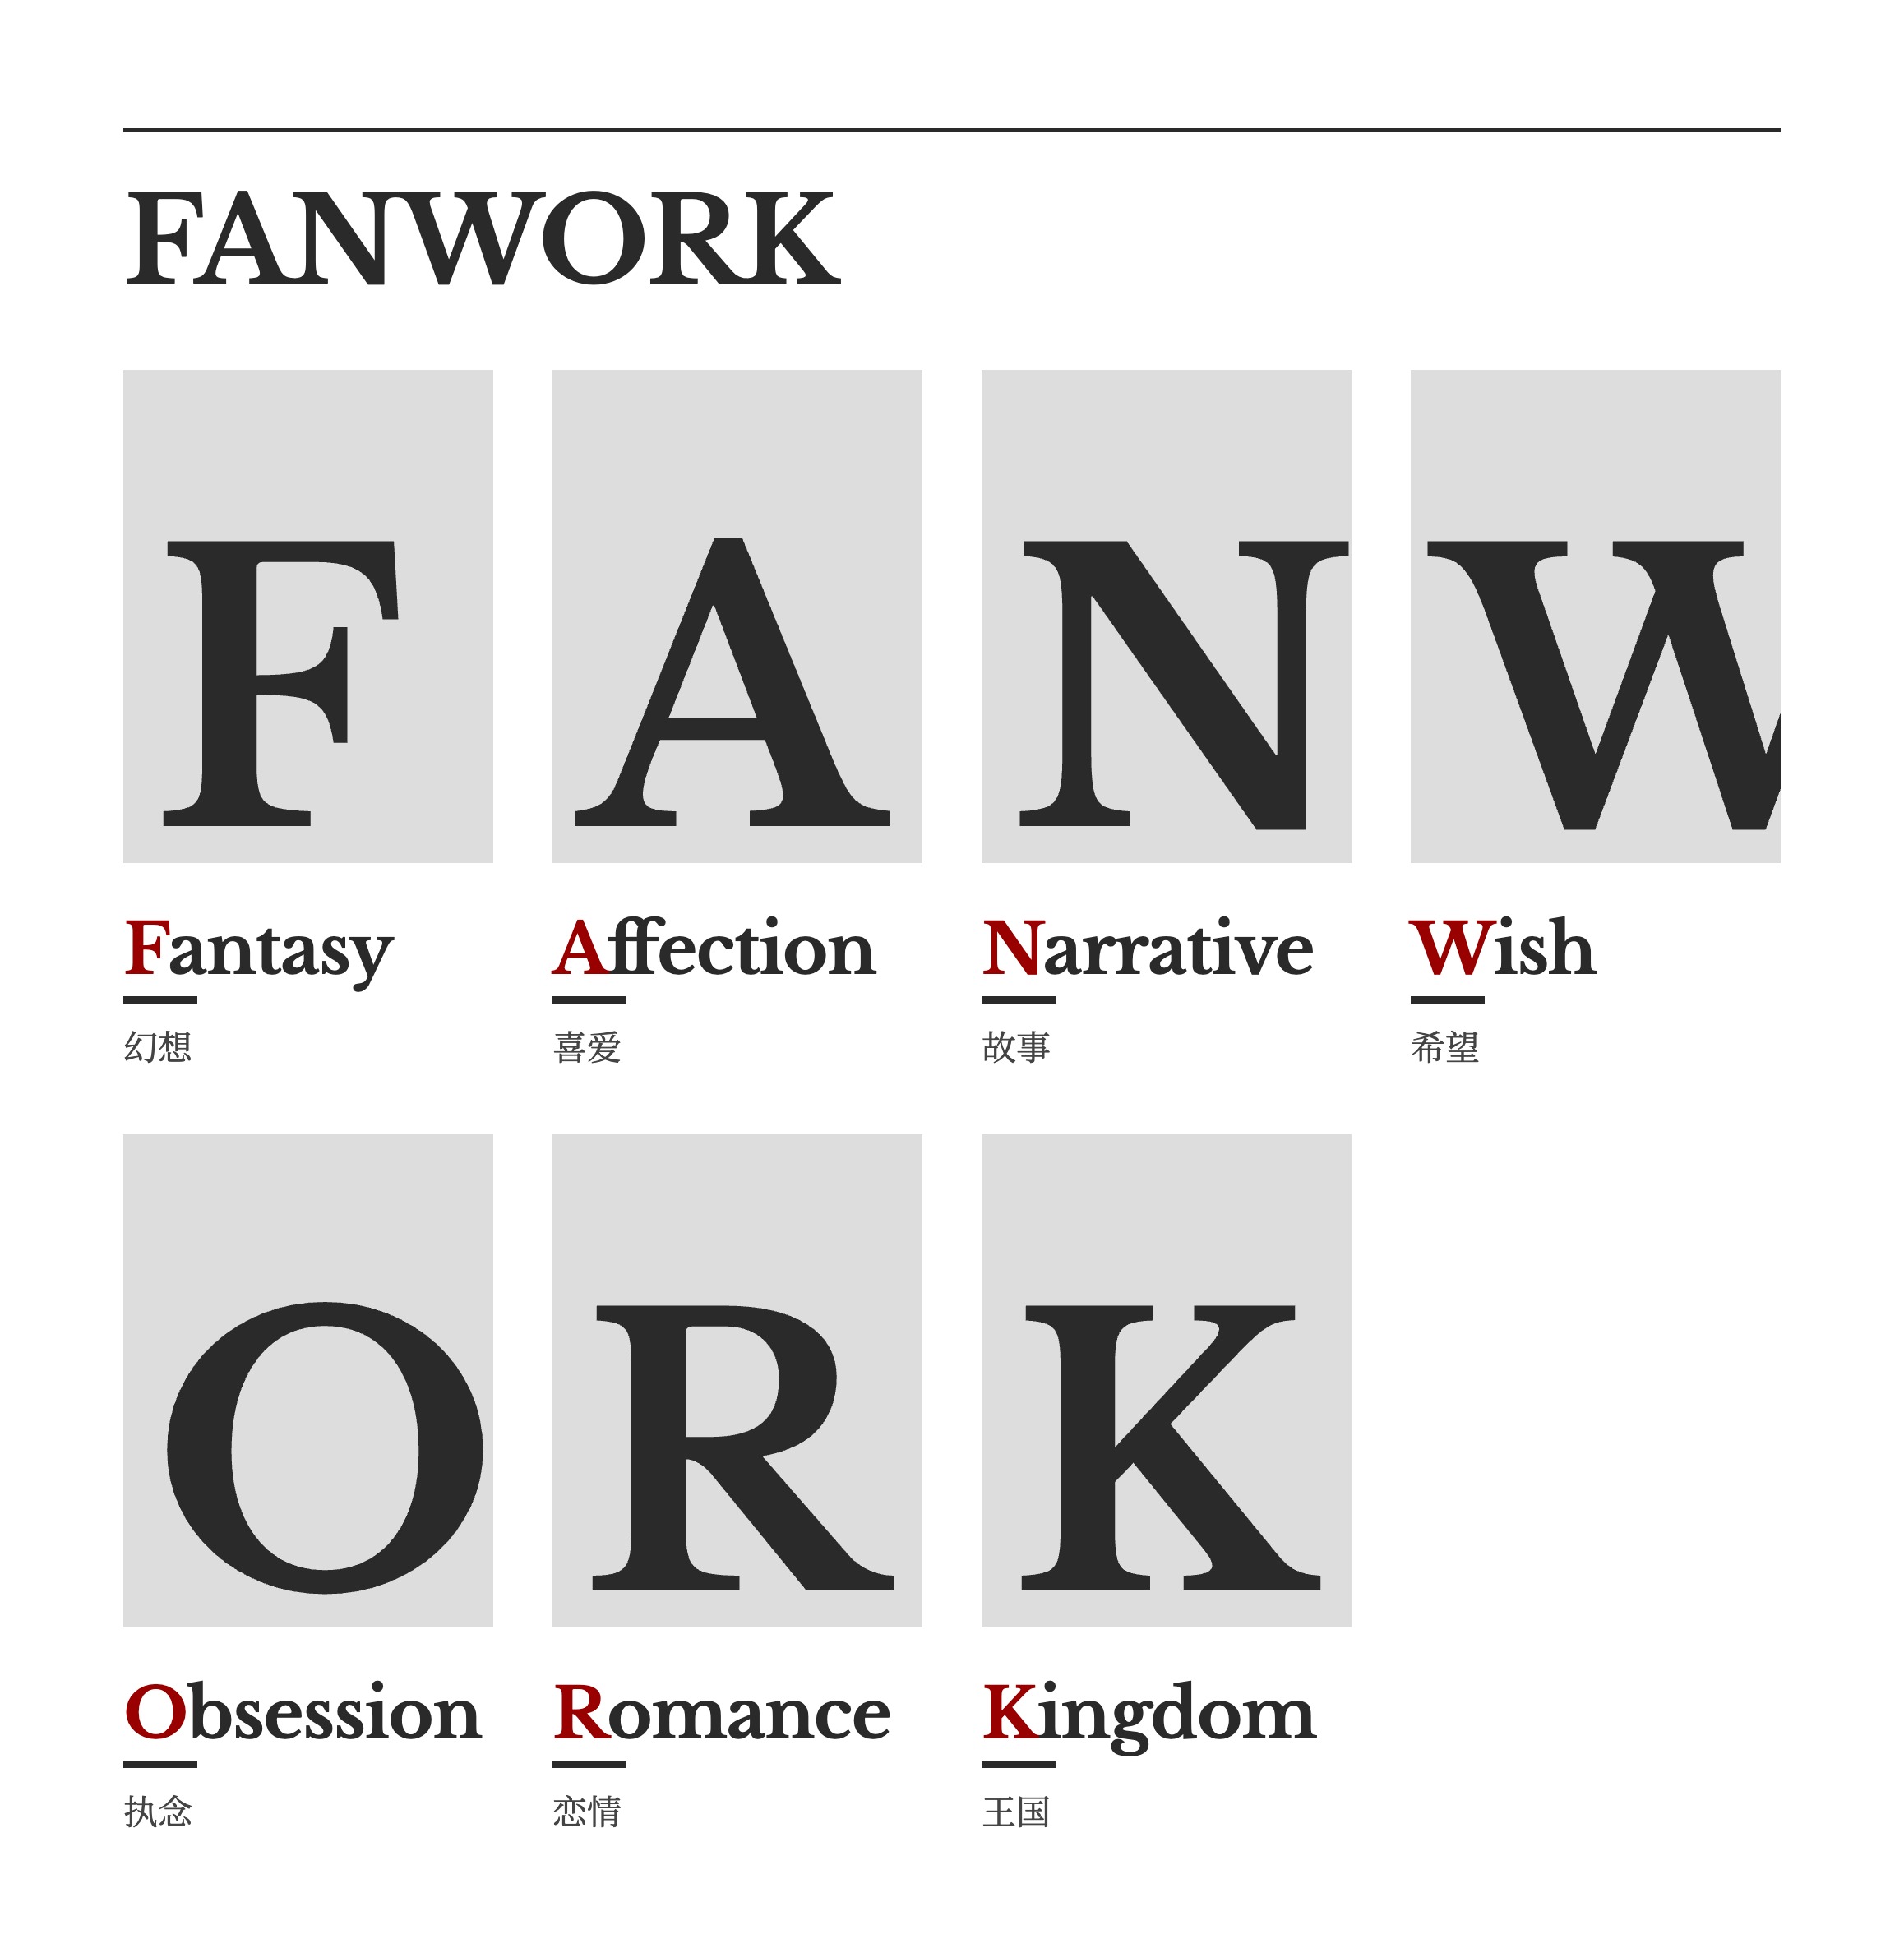 FANWORK
F A N W
Fantasy Affection Narrative Wish
幻想 喜爱 故事 希望
O R K
Obsession Romance Kingdom
执念 恋情 王国